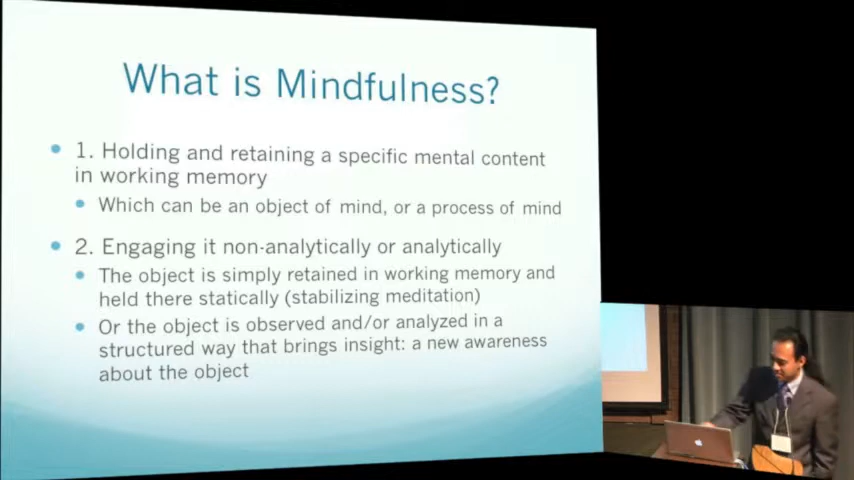 What is Mindfulness?
1. Holding and retaining a specific mental content
in working memory
Which can be an object of mind, or a process of mind
2. Engaging it non-analytically or analytically
The object is simply retained in working memory and
held there statically (stabilizing meditation)
Or the object is observed and/or analyzed in a
structured way that brings insight: a new awareness
about the object